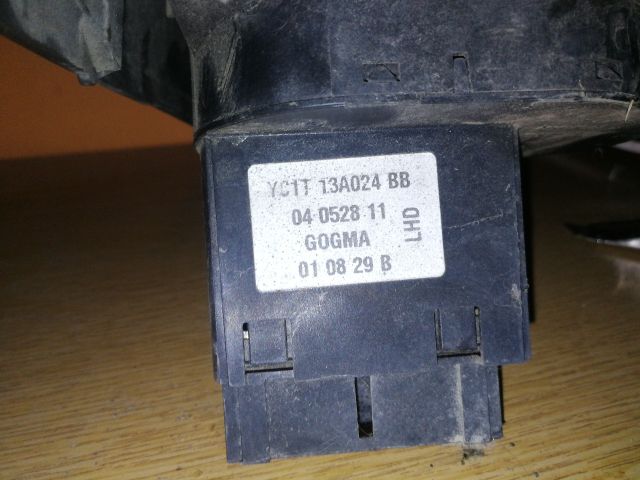 YC1T 13A024 BB
04 0528 11
GOGMA
01 08 29 B
LHD